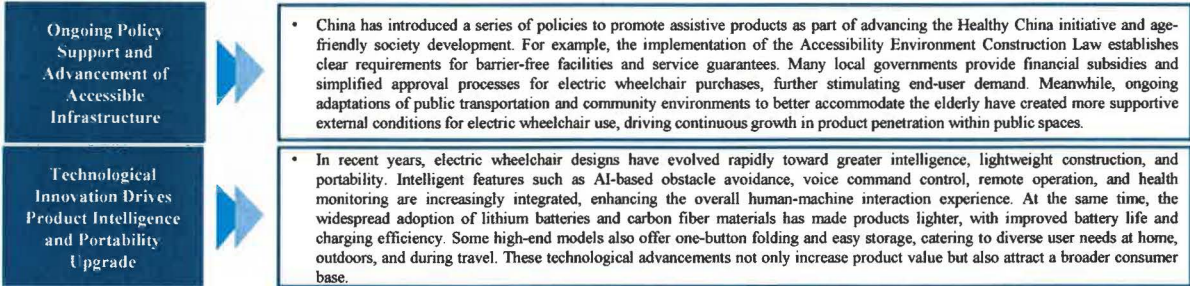 Ongoing Policy
Support and
Advancement of
Accessible
Infrastructure
• China has introduced a series of policies to promote assistive products as part of advancing the Healthy China initiative and age-
friendly society development. For example, the implementation of the Accessibility Environment Construction Law establishes
clear requirements for barrier-free facilities and service guarantees. Many local governments provide financial subsidies and
simplified approval processes for electric wheelchair purchases, further stimulating end-user demand. Meanwhile, ongoing
adaptations of public transportation and community environments to better accommodate the elderly have created more supportive
external conditions for electric wheelchair use, driving continuous growth in product penetration within public spaces.
Technological
Innovation Drives
Product Intelligence
and Portability
Upgrade
• In recent years, electric wheelchair designs have evolved rapidly toward greater intelligence, lightweight construction, and
portability. Intelligent features such as AI-based obstacle avoidance, voice command control, remote operation, and health
monitoring are increasingly integrated, enhancing the overall human-machine interaction experience. At the same time, the
widespread adoption of lithium batteries and carbon fiber materials has made products lighter, with improved battery life and
charging efficiency. Some high-end models also offer one-button folding and easy storage, catering to diverse user needs at home,
outdoors, and during travel. These technological advancements not only increase product value but also attract a broader consumer
base.